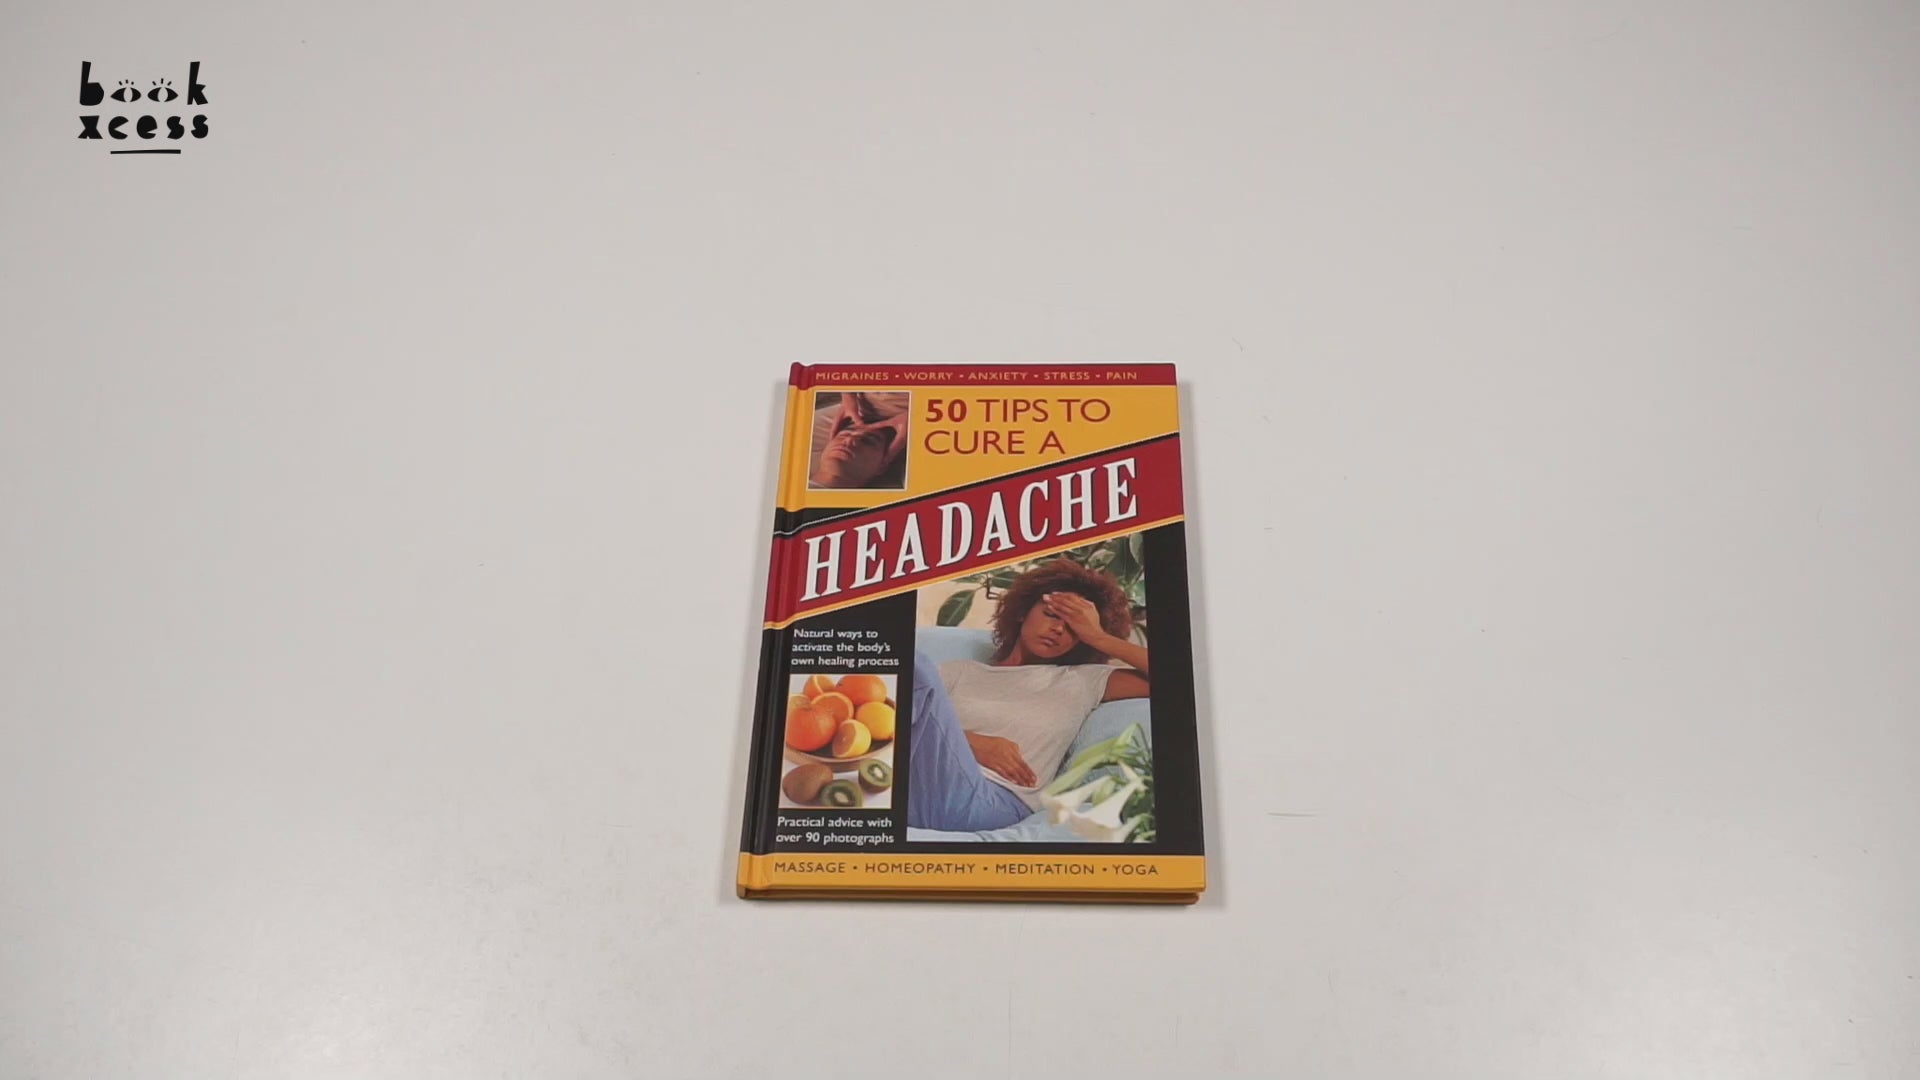 book
xcess
MIGRAINES • WORRY • ANXIETY • STRESS • PAIN
50 TIPS TO
CURE A
HEADACHE
Natural ways to
activate the body's
own healing process
Practical advice with
over 90 photographs
MASSAGE • HOMEOPATHY • MEDITATION • YOGA